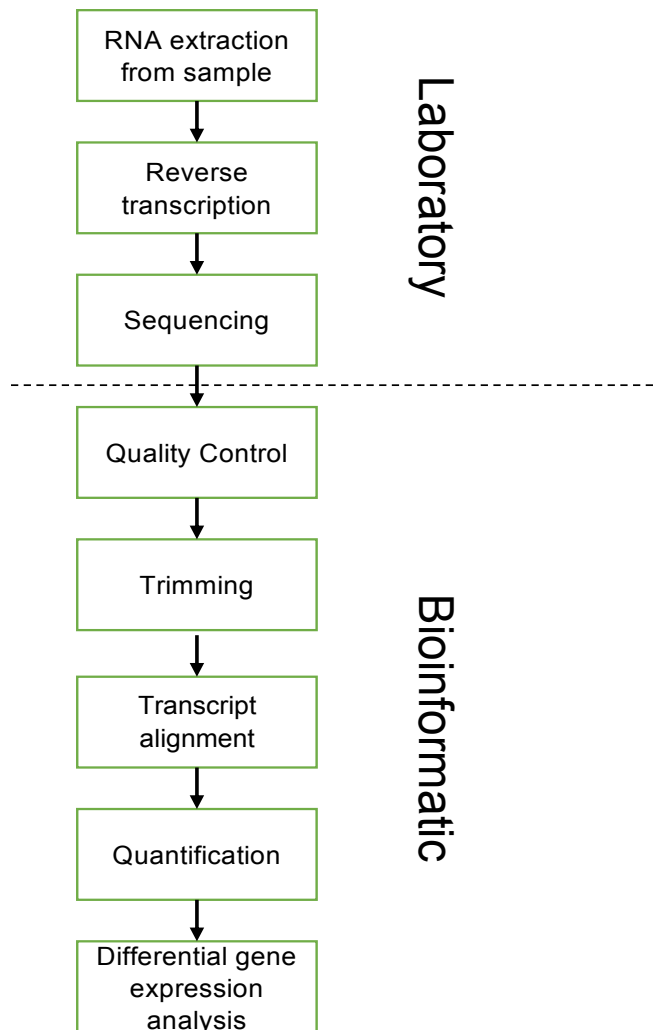 RNA extraction
from sample
Laboratory
Reverse
transcription
Sequencing
Quality Control
Trimming
Bioinformatic
Transcript
alignment
Quantification
Differential gene
expression
analysis